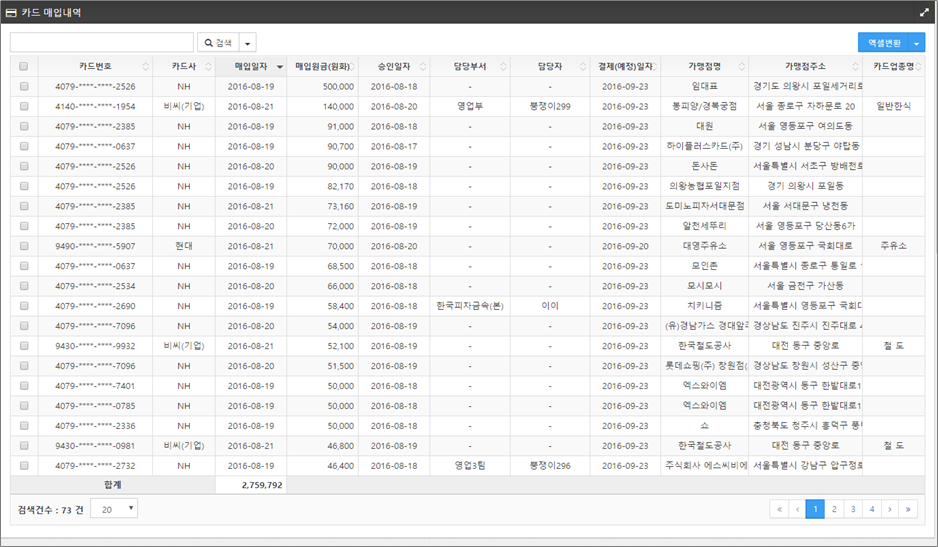 카드 매입내역
검색
엑셀변환
카드번호 카드사 매입일자 매입원금(원화) 승인일자 담당부서 담당자 결제(예정)일자 가맹점명 가맹점주소 카드업종명
4079-****-****-2526 NH 2016-08-19 500,000 2016-08-18 - - 2016-09-23 임대표 경기도 의왕시 포일세거리로
4140-****-****-1954 비씨(기업) 2016-08-21 140,000 2016-08-20 영업부 뿡쟁이299 2016-09-23 봉피양/경복궁점 서울 종로구 자하문로 20 일반한식
4079-****-****-2385 NH 2016-08-19 91,000 2016-08-18 - - 2016-09-23 대원 서울 영등포구 여의도동
4079-****-****-0637 NH 2016-08-19 90,700 2016-08-17 - - 2016-09-23 하이플러스카드(주) 경기 성남시 분당구 야탑동
4079-****-****-2526 NH 2016-08-20 90,000 2016-08-19 - - 2016-09-23 돈사돈 서울특별시 서초구 방배천로
4079-****-****-2526 NH 2016-08-19 82,170 2016-08-18 - - 2016-09-23 의왕농협포일지점 경기 의왕시 포일동
4079-****-****-2385 NH 2016-08-21 73,160 2016-08-19 - - 2016-09-23 도미노피자서대문점 서울 서대문구 냉천동
4079-****-****-2385 NH 2016-08-20 72,000 2016-08-19 - - 2016-09-23 알천세뚜리 서울 영등포구 당산동6가
9490-****-****-5907 현대 2016-08-21 70,000 2016-08-20 - - 2016-09-20 대영주유소 서울 영등포구 국회대로 주유소
4079-****-****-0637 NH 2016-08-19 68,500 2016-08-18 - - 2016-09-23 모인존 서울특별시 종로구 통일로
4079-****-****-2534 NH 2016-08-20 66,000 2016-08-18 - - 2016-09-23 모시모시 서울 금천구 가산동
4079-****-****-2690 NH 2016-08-19 58,400 2016-08-18 한국피자금속(본) 이이 2016-09-23 치키니즘 서울특별시 영등포구 국회대
4079-****-****-7096 NH 2016-08-20 54,000 2016-08-19 - - 2016-09-23 (유)경남가스 경대앞 경상남도 진주시 진주대로
9430-****-****-9932 비씨(기업) 2016-08-21 52,100 2016-08-19 - - 2016-09-23 한국철도공사 대전 동구 중앙로 철 도
4079-****-****-7096 NH 2016-08-20 51,500 2016-08-19 - - 2016-09-23 롯데쇼핑(주) 창원점( 경상남도 창원시 성산구
4079-****-****-7401 NH 2016-08-19 50,000 2016-08-18 - - 2016-09-23 엑스와이엠 대전광역시 동구 한밭대로1
4079-****-****-0785 NH 2016-08-19 50,000 2016-08-18 - - 2016-09-23 엑스와이엠 대전광역시 동구 한밭대로1
4079-****-****-2336 NH 2016-08-19 50,000 2016-08-18 - - 2016-09-23 쇼 충청북도 청주시 흥덕구
9430-****-****-0981 비씨(기업) 2016-08-21 46,800 2016-08-19 - - 2016-09-23 한국철도공사 대전 동구 중앙로 철 도
4079-****-****-2732 NH 2016-08-19 46,400 2016-08-18 영업3팀 뿡쟁이296 2016-09-23 주식회사 에스씨비에 서울특별시 강남구 압구정로
합계 2,759,792
검색건수 : 73 건 20 « ‹ 1 2 3 4 › »